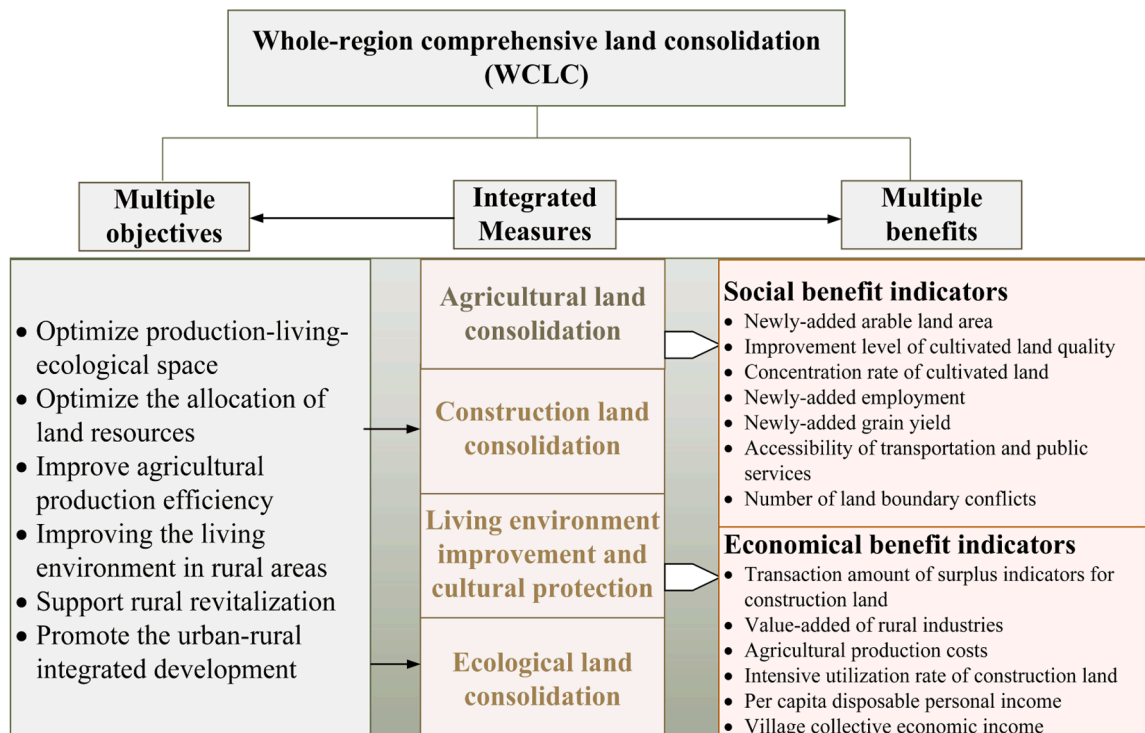 Whole-region comprehensive land consolidation
(WCLC)
Multiple
objectives
Integrated
Measures
Multiple
benefits
• Optimize production-living-
ecological space
• Optimize the allocation of
land resources
• Improve agricultural
production efficiency
• Improving the living
environment in rural areas
• Support rural revitalization
• Promote the urban-rural
integrated development
Agricultural land
consolidation
Construction land
consolidation
Living environment
improvement and
cultural protection
Ecological land
consolidation
Social benefit indicators
• Newly-added arable land area
• Improvement level of cultivated land quality
• Concentration rate of cultivated land
• Newly-added employment
• Newly-added grain yield
• Accessibility of transportation and public
services
• Number of land boundary conflicts
Economical benefit indicators
• Transaction amount of surplus indicators for
construction land
• Value-added of rural industries
• Agricultural production costs
• Intensive utilization rate of construction land
• Per capita disposable personal income
• Village collective economic income